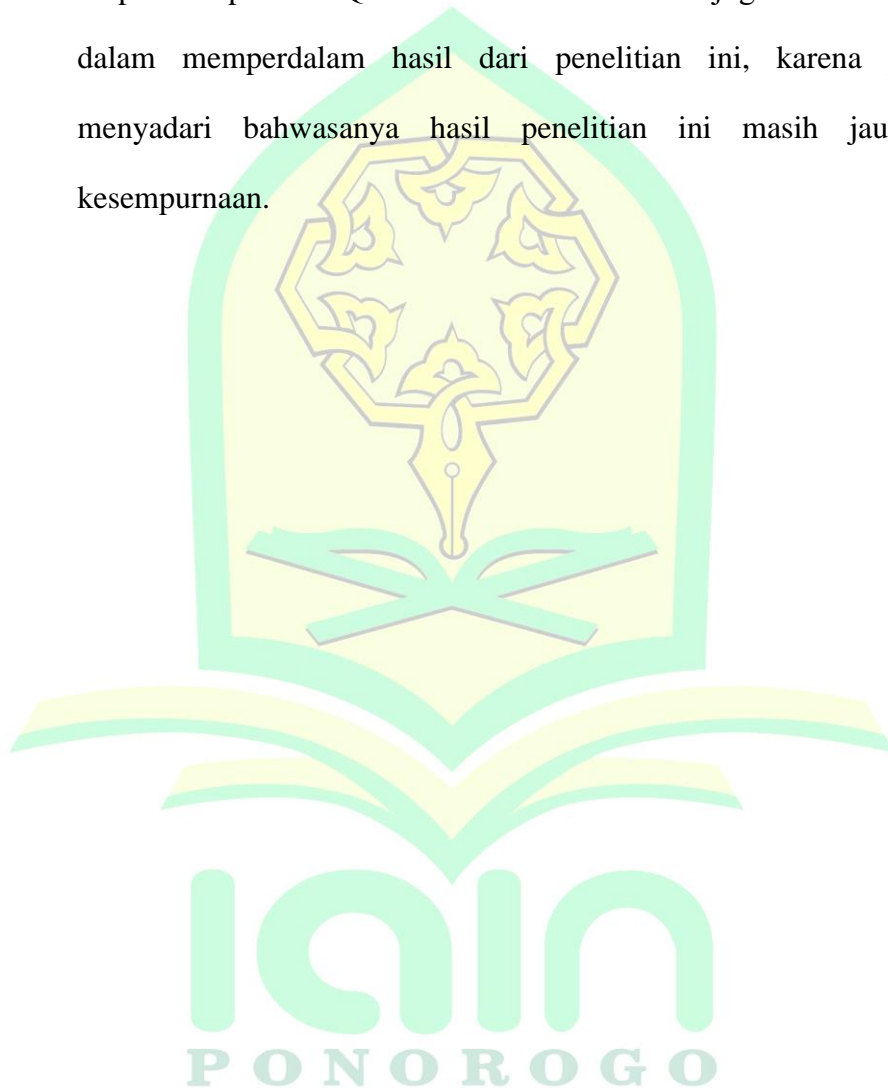 dalam memperdalam hasil dari penelitian ini, karena
menyadari bahwasanya hasil penelitian ini masih jau
kesempurnaan.
iain
PONOROGO